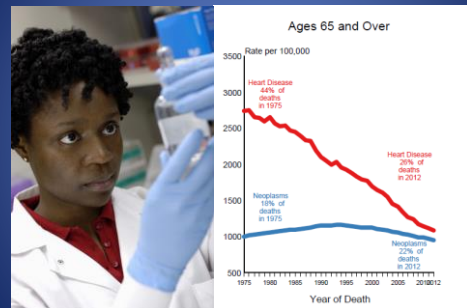 Ages 65 and Over
Rate per 100,000
3500
3000
2500
2000
1500
1000
500
Heart Disease
44% of
deaths
in 1975
Heart Disease
26% of
deaths
in 2012
Neoplasms
18% of
deaths
in 1975
Neoplasms
22% of
deaths
in 2012
1975
1980
1985
1990
1995
2000
2005
2010
2012
Year of Death